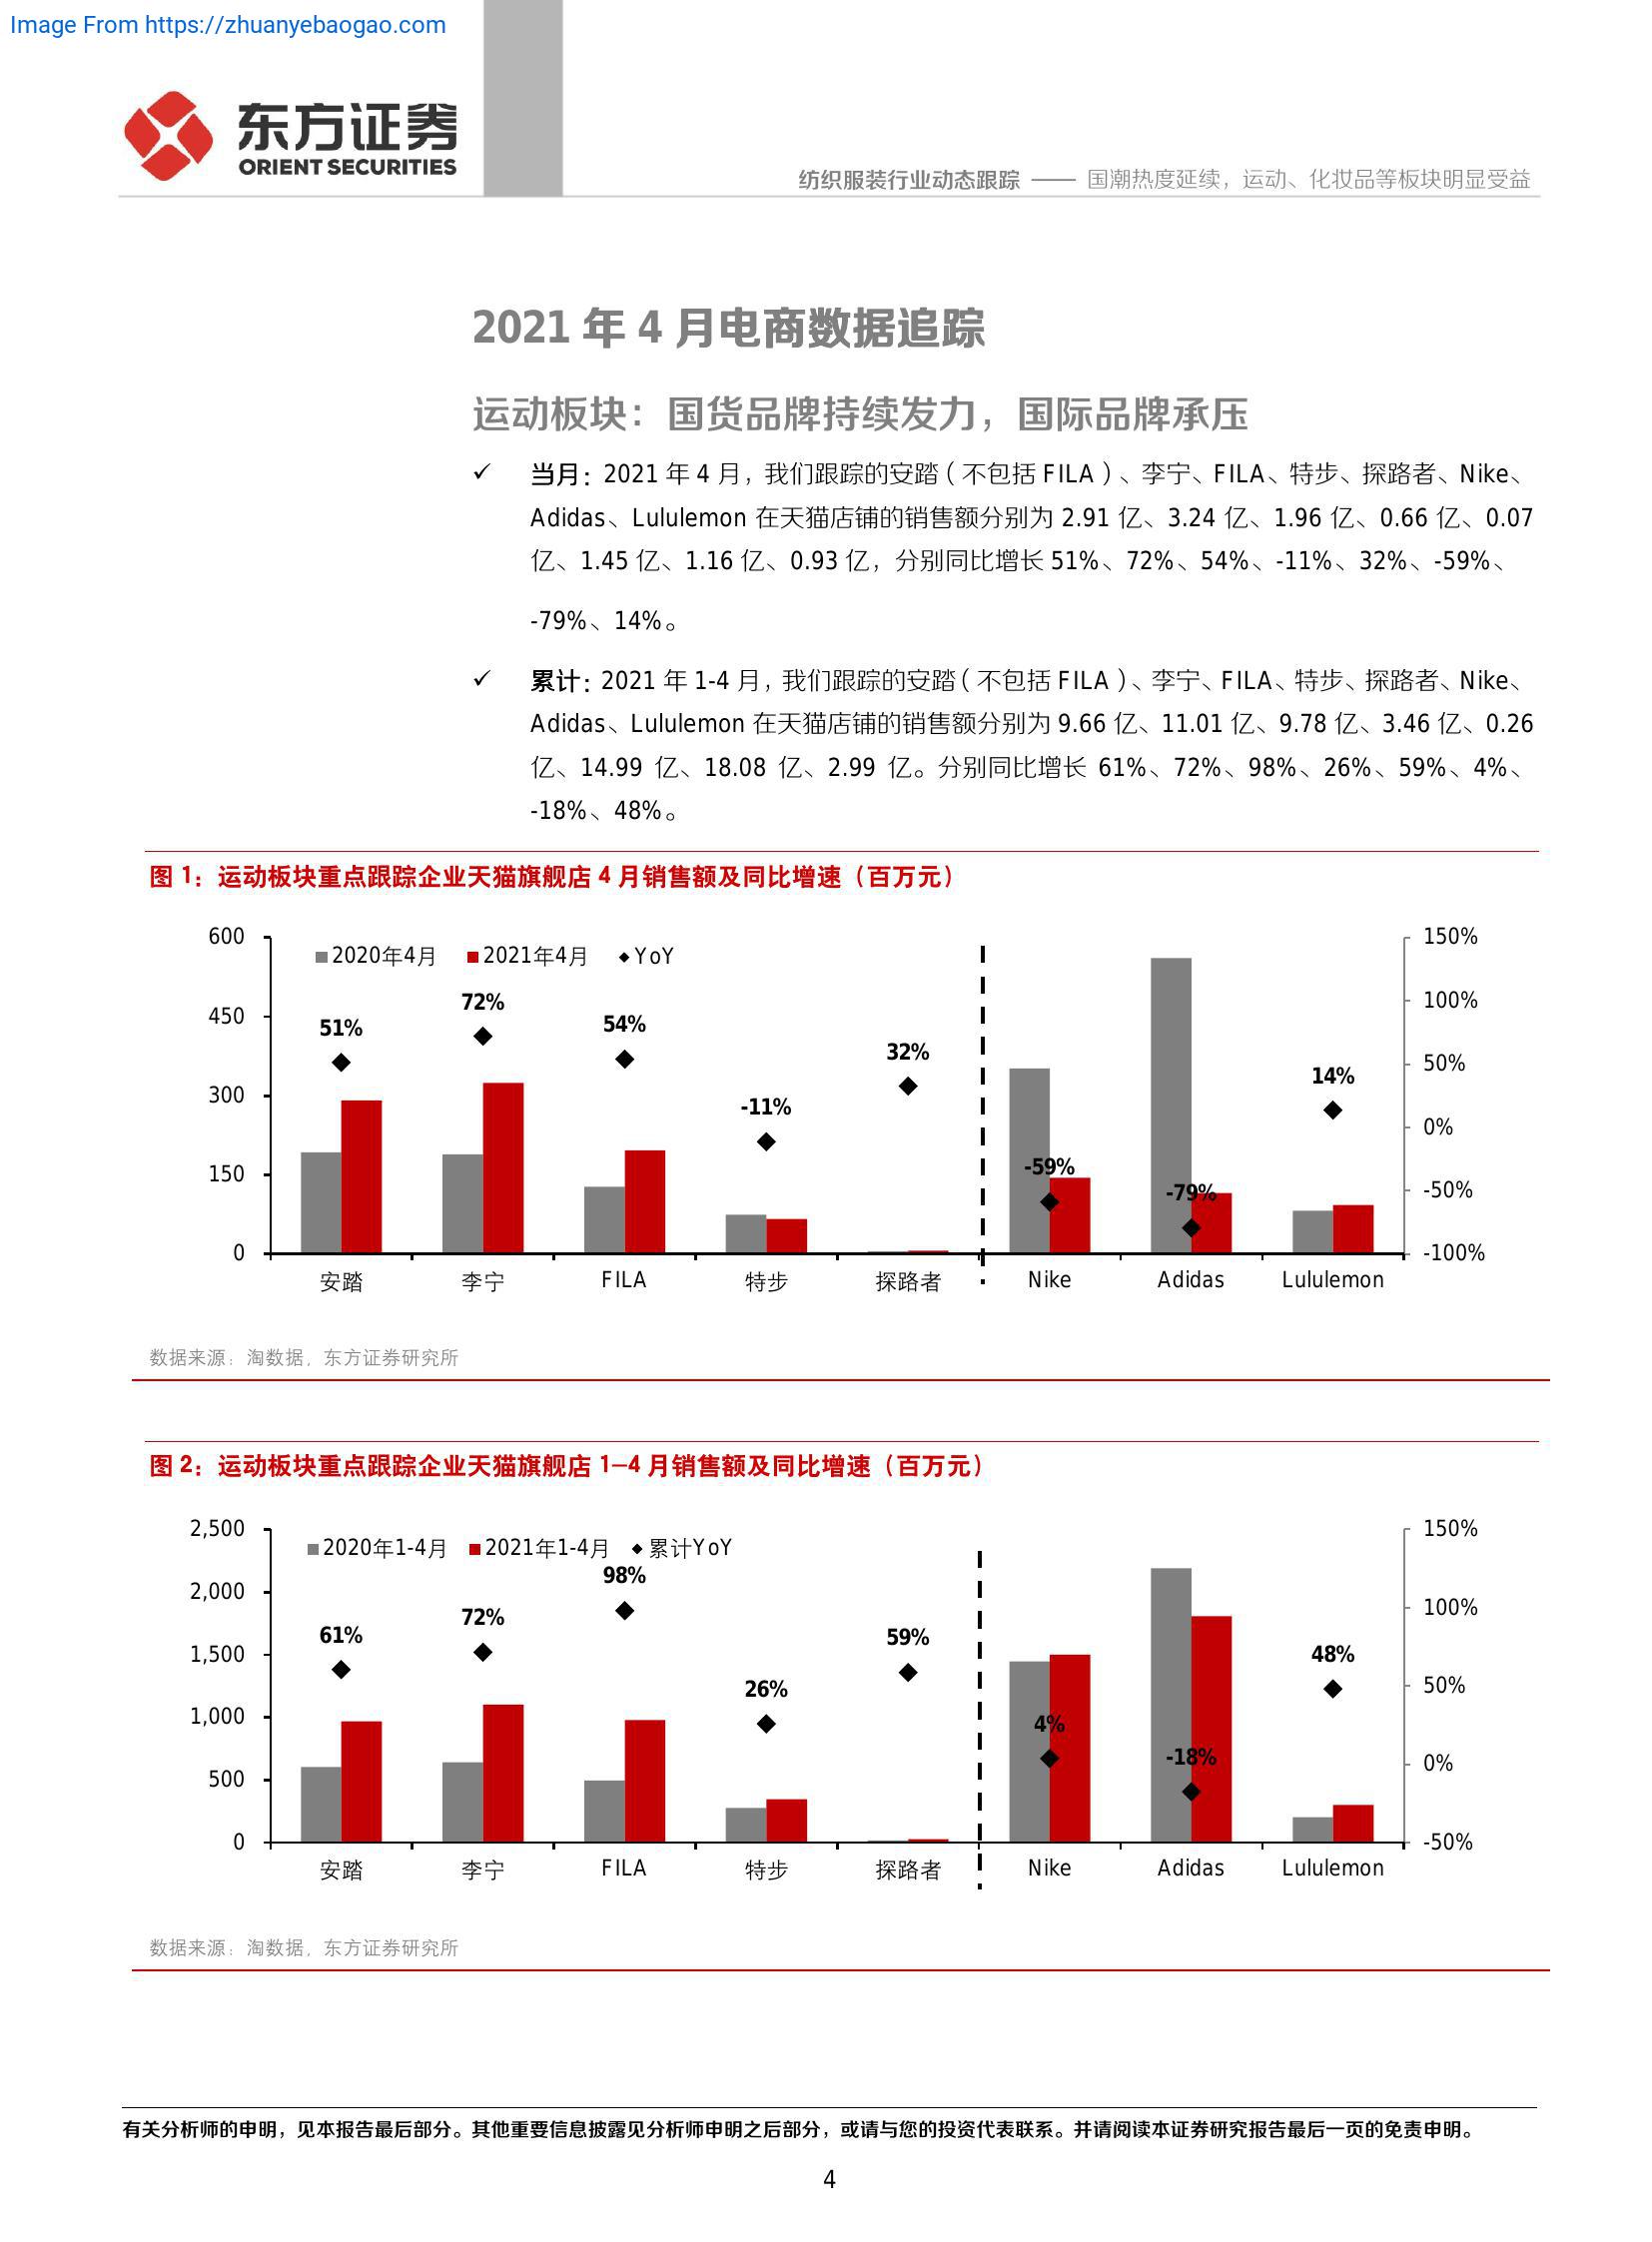 Image From https://zhuanyebaogao.com
东方证券
ORIENT SECURITIES
纺织服装行业动态跟踪 —— 国潮热度延续，运动、化妆品等板块明显受益
2021 年 4 月电商数据追踪
运动板块：国货品牌持续发力，国际品牌承压
✓ 当月：2021 年 4 月，我们跟踪的安踏（不包括 FILA）、李宁、FILA、特步、探路者、Nike、
Adidas、Lululemon 在天猫店铺的销售额分别为 2.91 亿、3.24 亿、1.96 亿、0.66 亿、0.07
亿、1.45 亿、1.16 亿、0.93 亿，分别同比增长 51%、72%、54%、-11%、32%、-59%、
-79%、14%。
✓ 累计：2021 年 1-4 月，我们跟踪的安踏（不包括 FILA）、李宁、FILA、特步、探路者、Nike、
Adidas、Lululemon 在天猫店铺的销售额分别为 9.66 亿、11.01 亿、9.78 亿、3.46 亿、0.26
亿、14.99 亿、18.08 亿、2.99 亿。分别同比增长 61%、72%、98%、26%、59%、4%、
-18%、48%。
图 1：运动板块重点跟踪企业天猫旗舰店 4 月销售额及同比增速（百万元）
2020年4月 2021年4月 YoY
600
450
300
150
0
150%
100%
50%
0%
-50%
-100%
51% 72% 54% -11% 32% -59% -79% 14%
安踏 李宁 FILA 特步 探路者 Nike Adidas Lululemon
数据来源：淘数据，东方证券研究所
图 2：运动板块重点跟踪企业天猫旗舰店 1—4 月销售额及同比增速（百万元）
2020年1-4月 2021年1-4月 累计YoY
2,500
2,000
1,500
1,000
500
0
150%
100%
50%
0%
-50%
61% 72% 98% 26% 59% 4% -18% 48%
安踏 李宁 FILA 特步 探路者 Nike Adidas Lululemon
数据来源：淘数据，东方证券研究所
有关分析师的申明，见本报告最后部分。其他重要信息披露见分析师申明之后部分，或请与您的投资代表联系。并请阅读本证券研究报告最后一页的免责申明。
4